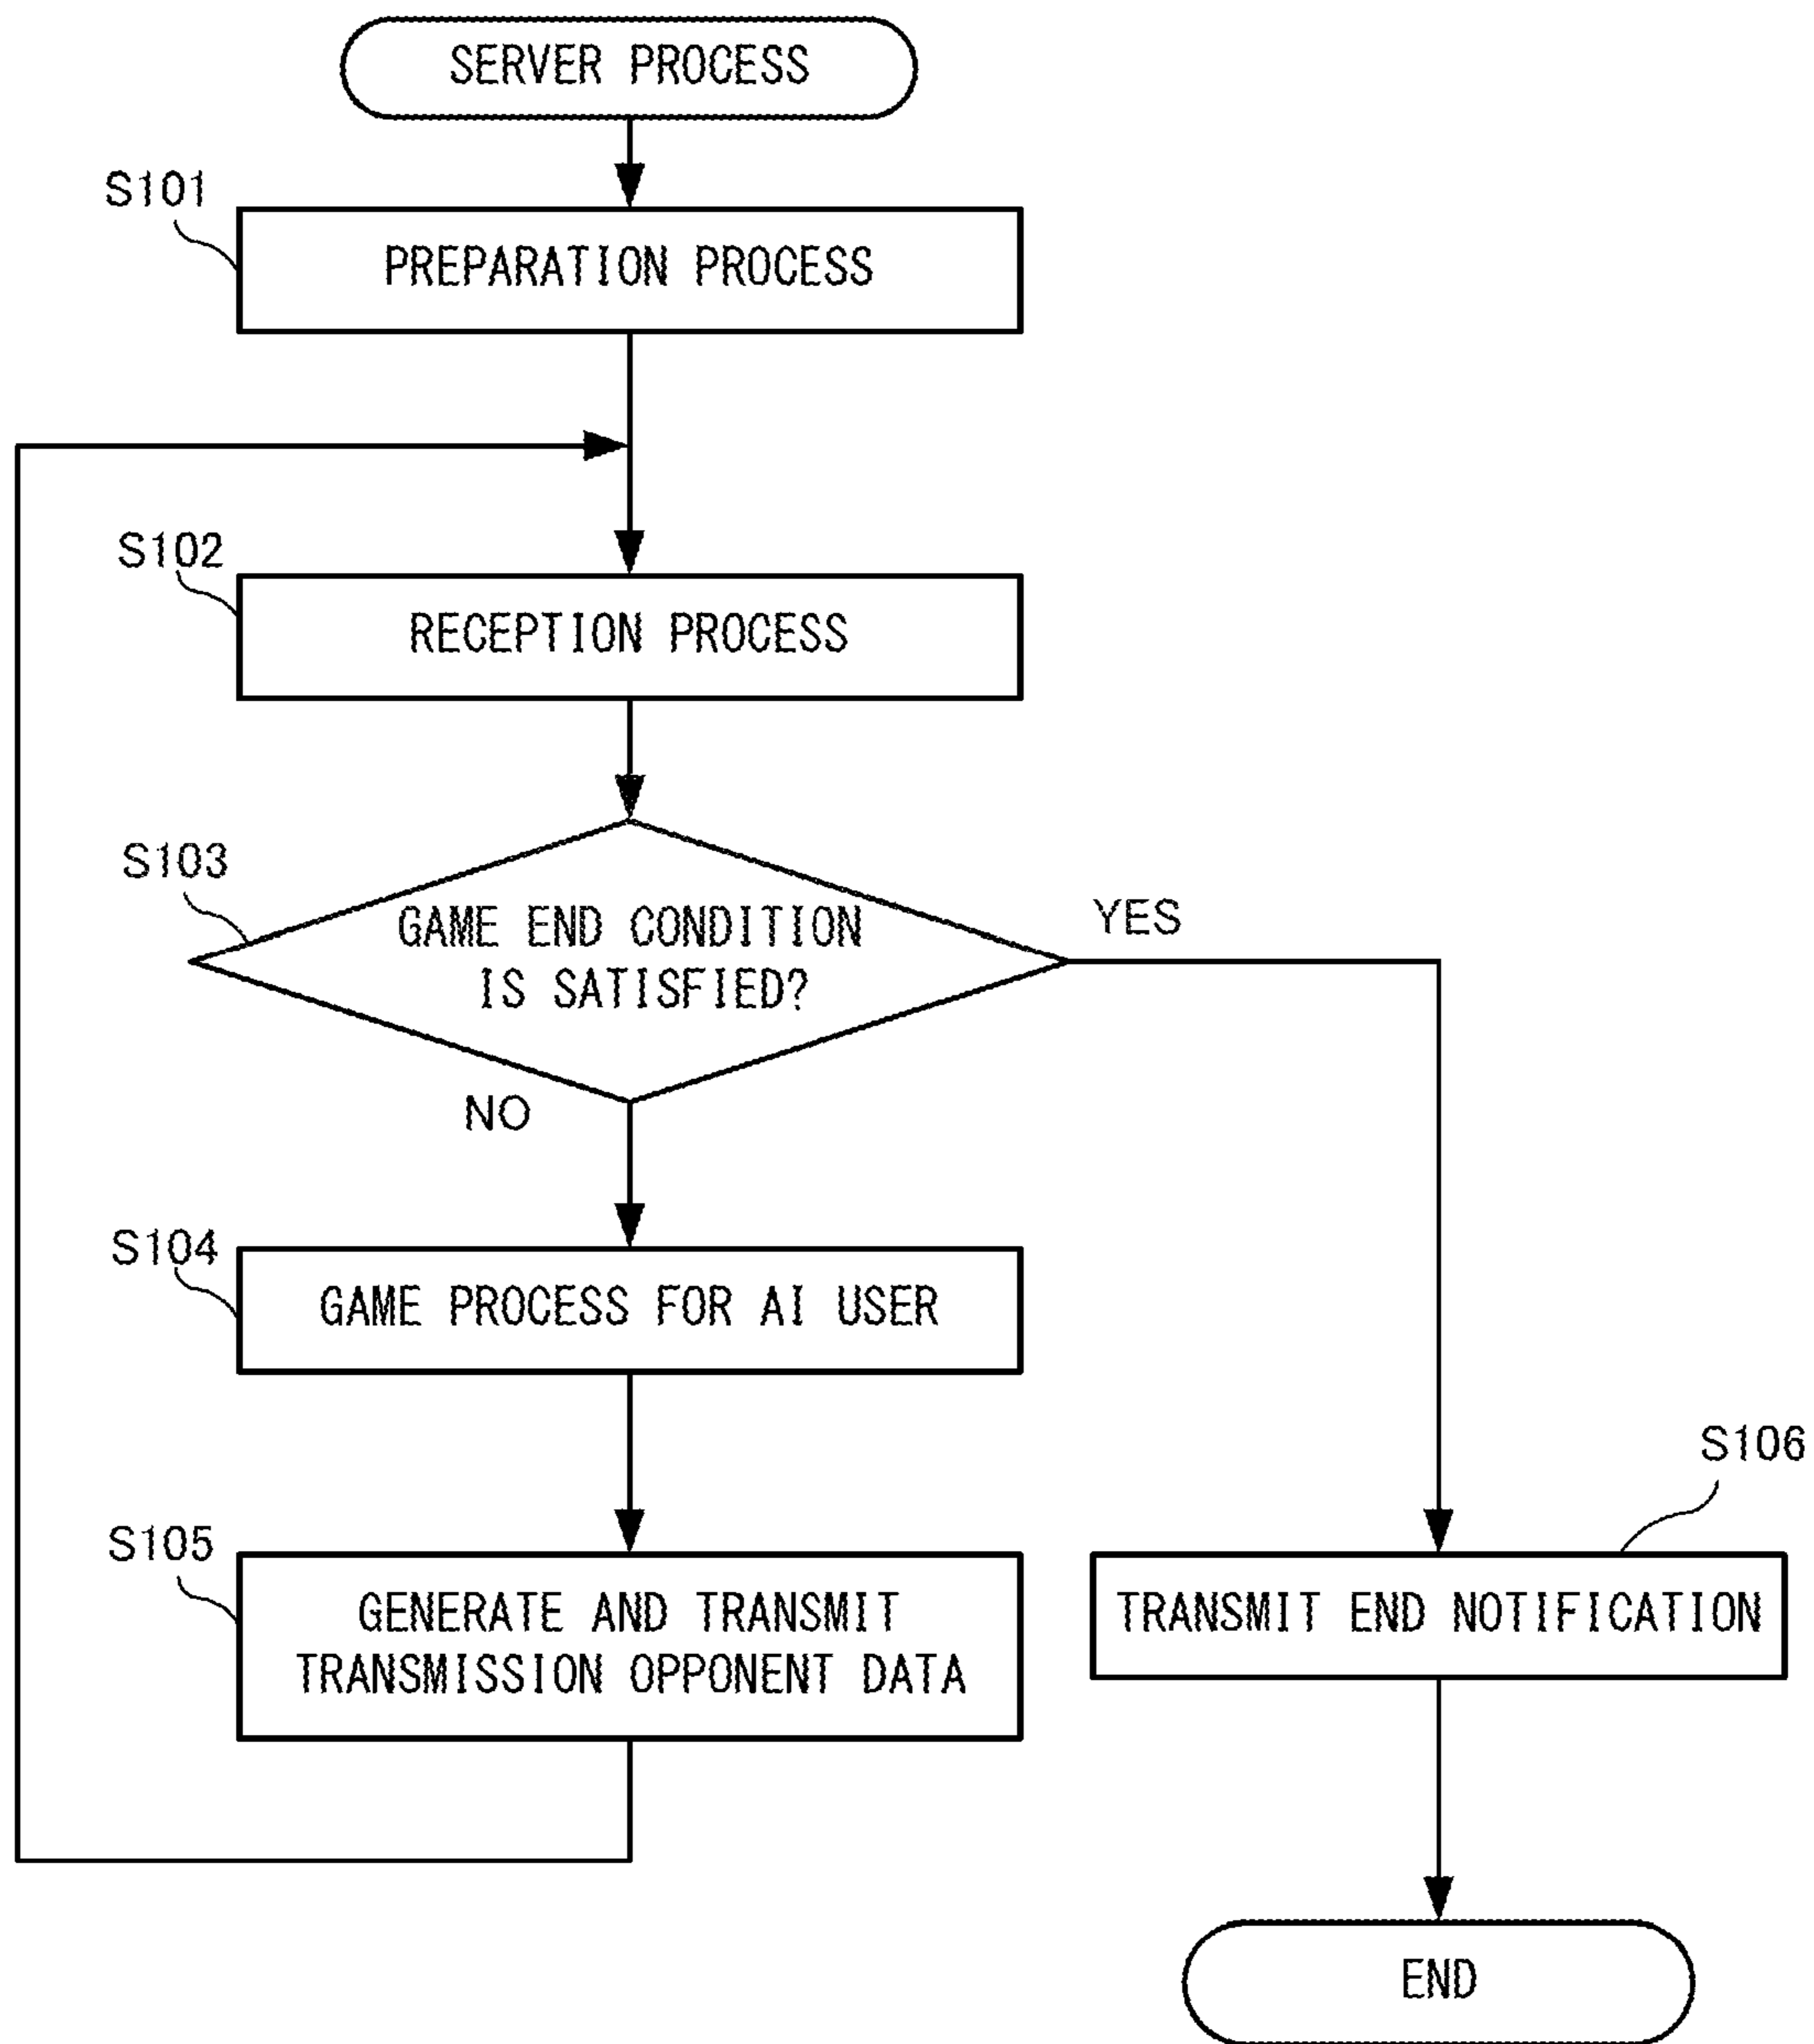 SERVER PROCESS
S101
PREPARATION PROCESS
S102
RECEPTION PROCESS
S103
GAME END CONDITION
IS SATISFIED?
YES
NO
S104
GAME PROCESS FOR AI USER
S105
GENERATE AND TRANSMIT
TRANSMISSION OPPONENT DATA
S106
TRANSMIT END NOTIFICATION
END